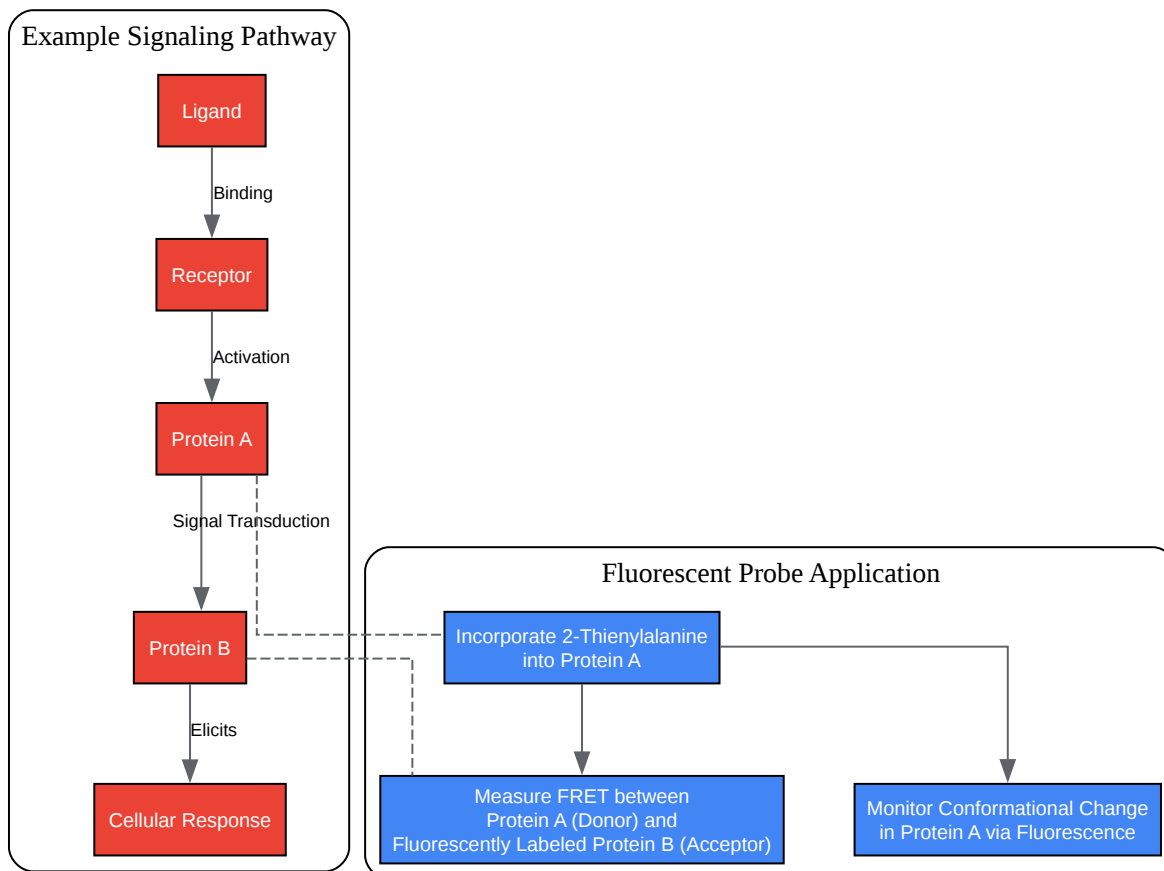 Example Signaling Pathway
Ligand
Binding
Receptor
Activation
Protein A
Signal Transduction
Protein B
Elicits
Cellular Response
Fluorescent Probe Application
Incorporate 2-Thienylalanine
into Protein A
Measure FRET between
Protein A (Donor) and
Fluorescently Labeled Protein B (Acceptor)
Monitor Conformational Change
in Protein A via Fluorescence